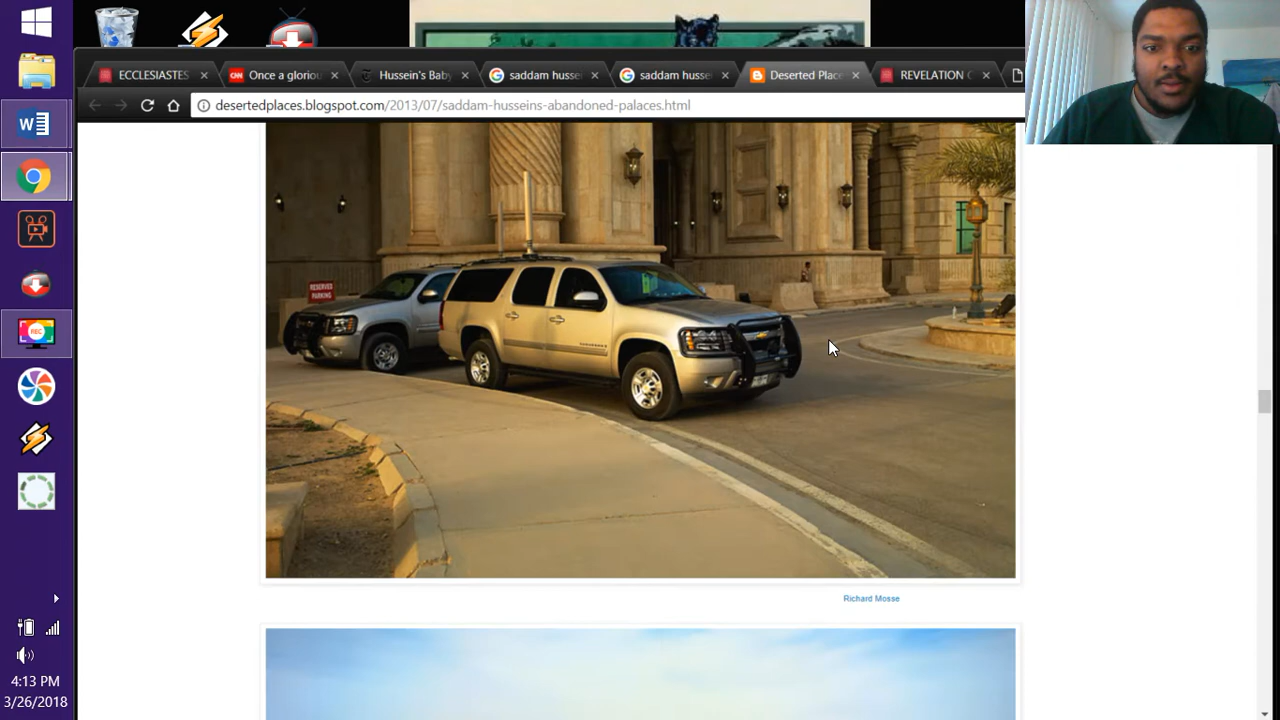 ECCLESIASTES
Once a gloriou
Hussein's Baby
saddam husse
saddam husse
Deserted Place
REVELATION
desertedplaces.blogspot.com/2013/07/saddam-husseins-abandoned-palaces.html
RESERVED
PARKING
Richard Mosse
REC
4:13 PM
3/26/2018